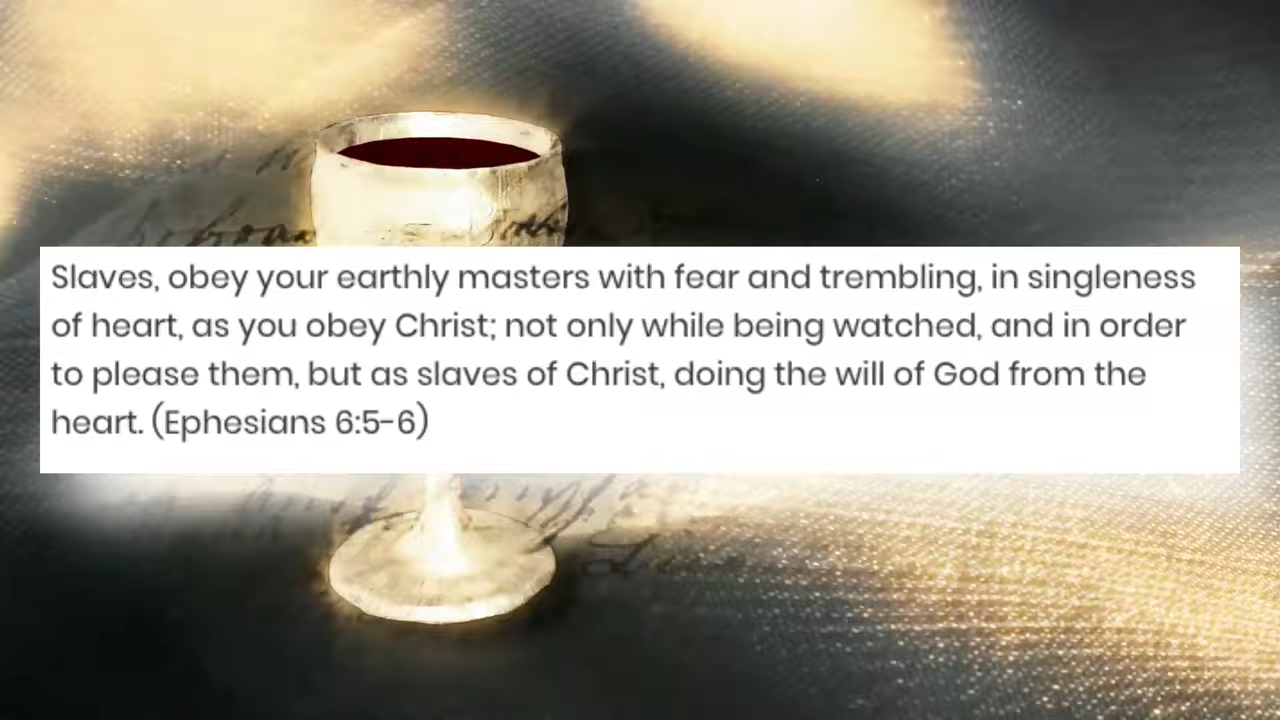 Slaves, obey your earthly masters with fear and trembling, in singleness
of heart, as you obey Christ; not only while being watched, and in order
to please them, but as slaves of Christ, doing the will of God from the
heart. (Ephesians 6:5-6)